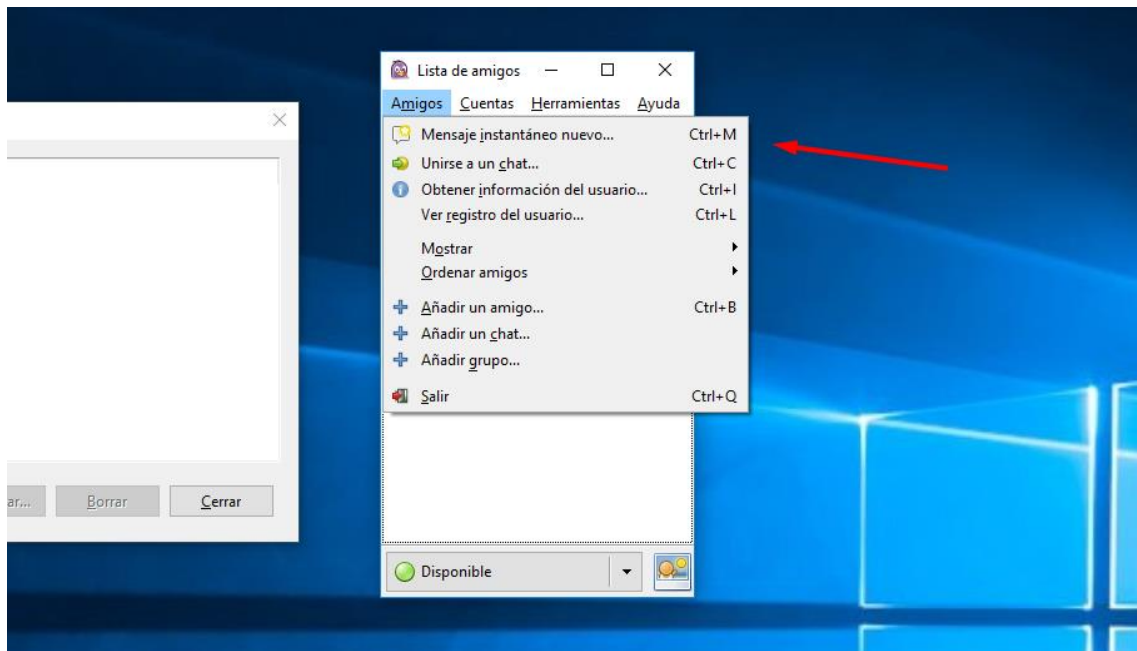 Lista de amigos
Amigos Cuentas Herramientas Ayuda
Mensaje instantáneo nuevo... Ctrl+M
Unirse a un chat... Ctrl+C
Obtener información del usuario... Ctrl+I
Ver registro del usuario... Ctrl+L
Mostrar
Ordenar amigos
Añadir un amigo... Ctrl+B
Añadir un chat...
Añadir grupo...
Salir Ctrl+Q
ar... Borrar Cerrar
Disponible